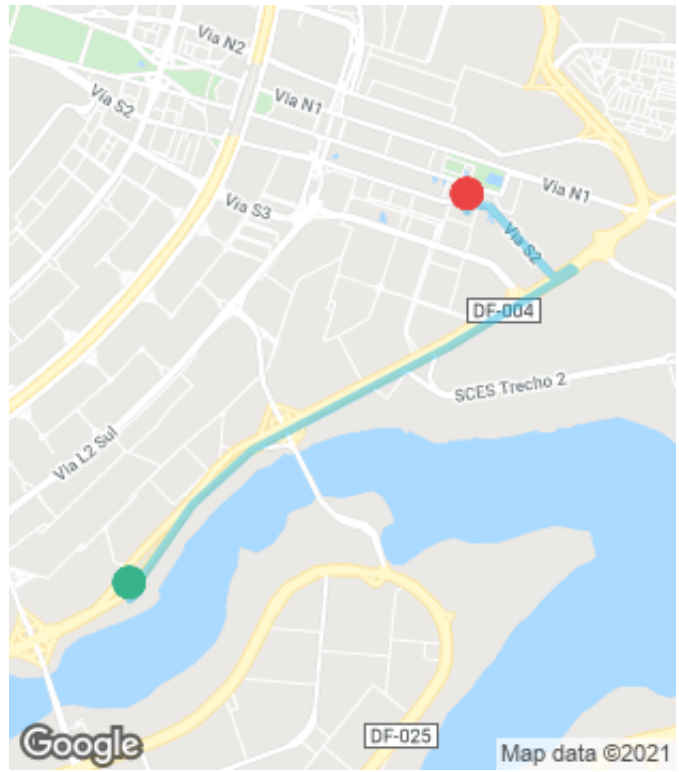 Via N2
Via S2
Via N1
Via N1
Via S3
Via S2
DF-004
SCES Trecho 2
Via L2 Sul
DF-025
Google
Map data ©2021